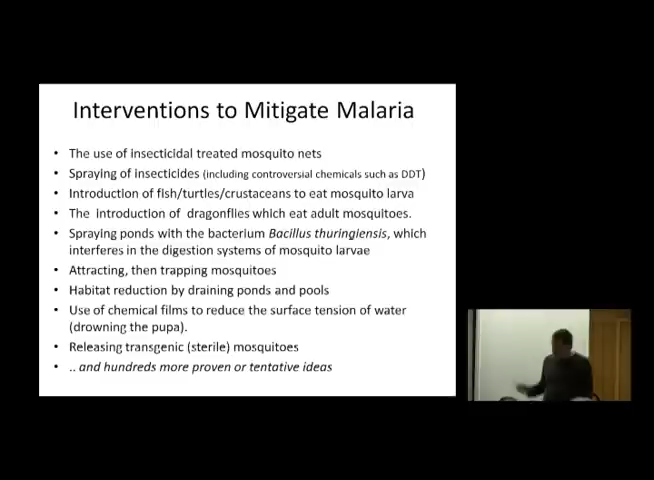 Interventions to Mitigate Malaria
• The use of insecticidal treated mosquito nets
• Spraying of insecticides (including controversial chemicals such as DDT)
• Introduction of fish/turtles/crustaceans to eat mosquito larva
• The introduction of dragonflies which eat adult mosquitoes.
• Spraying ponds with the bacterium Bacillus thuringiensis, which
interferes in the digestion systems of mosquito larvae
• Attracting, then trapping mosquitoes
• Habitat reduction by draining ponds and pools
• Use of chemical films to reduce the surface tension of water
(drowning the pupa).
• Releasing transgenic (sterile) mosquitoes
• .. and hundreds more proven or tentative ideas